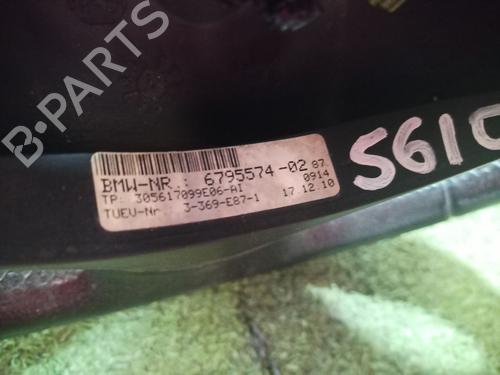 B-PARTS
BMW-NR.: 6795574-02 87
TP: 305617099E06-AI 0914
TUEV-Nr 3-369-E87-1 17 12 10
S61C